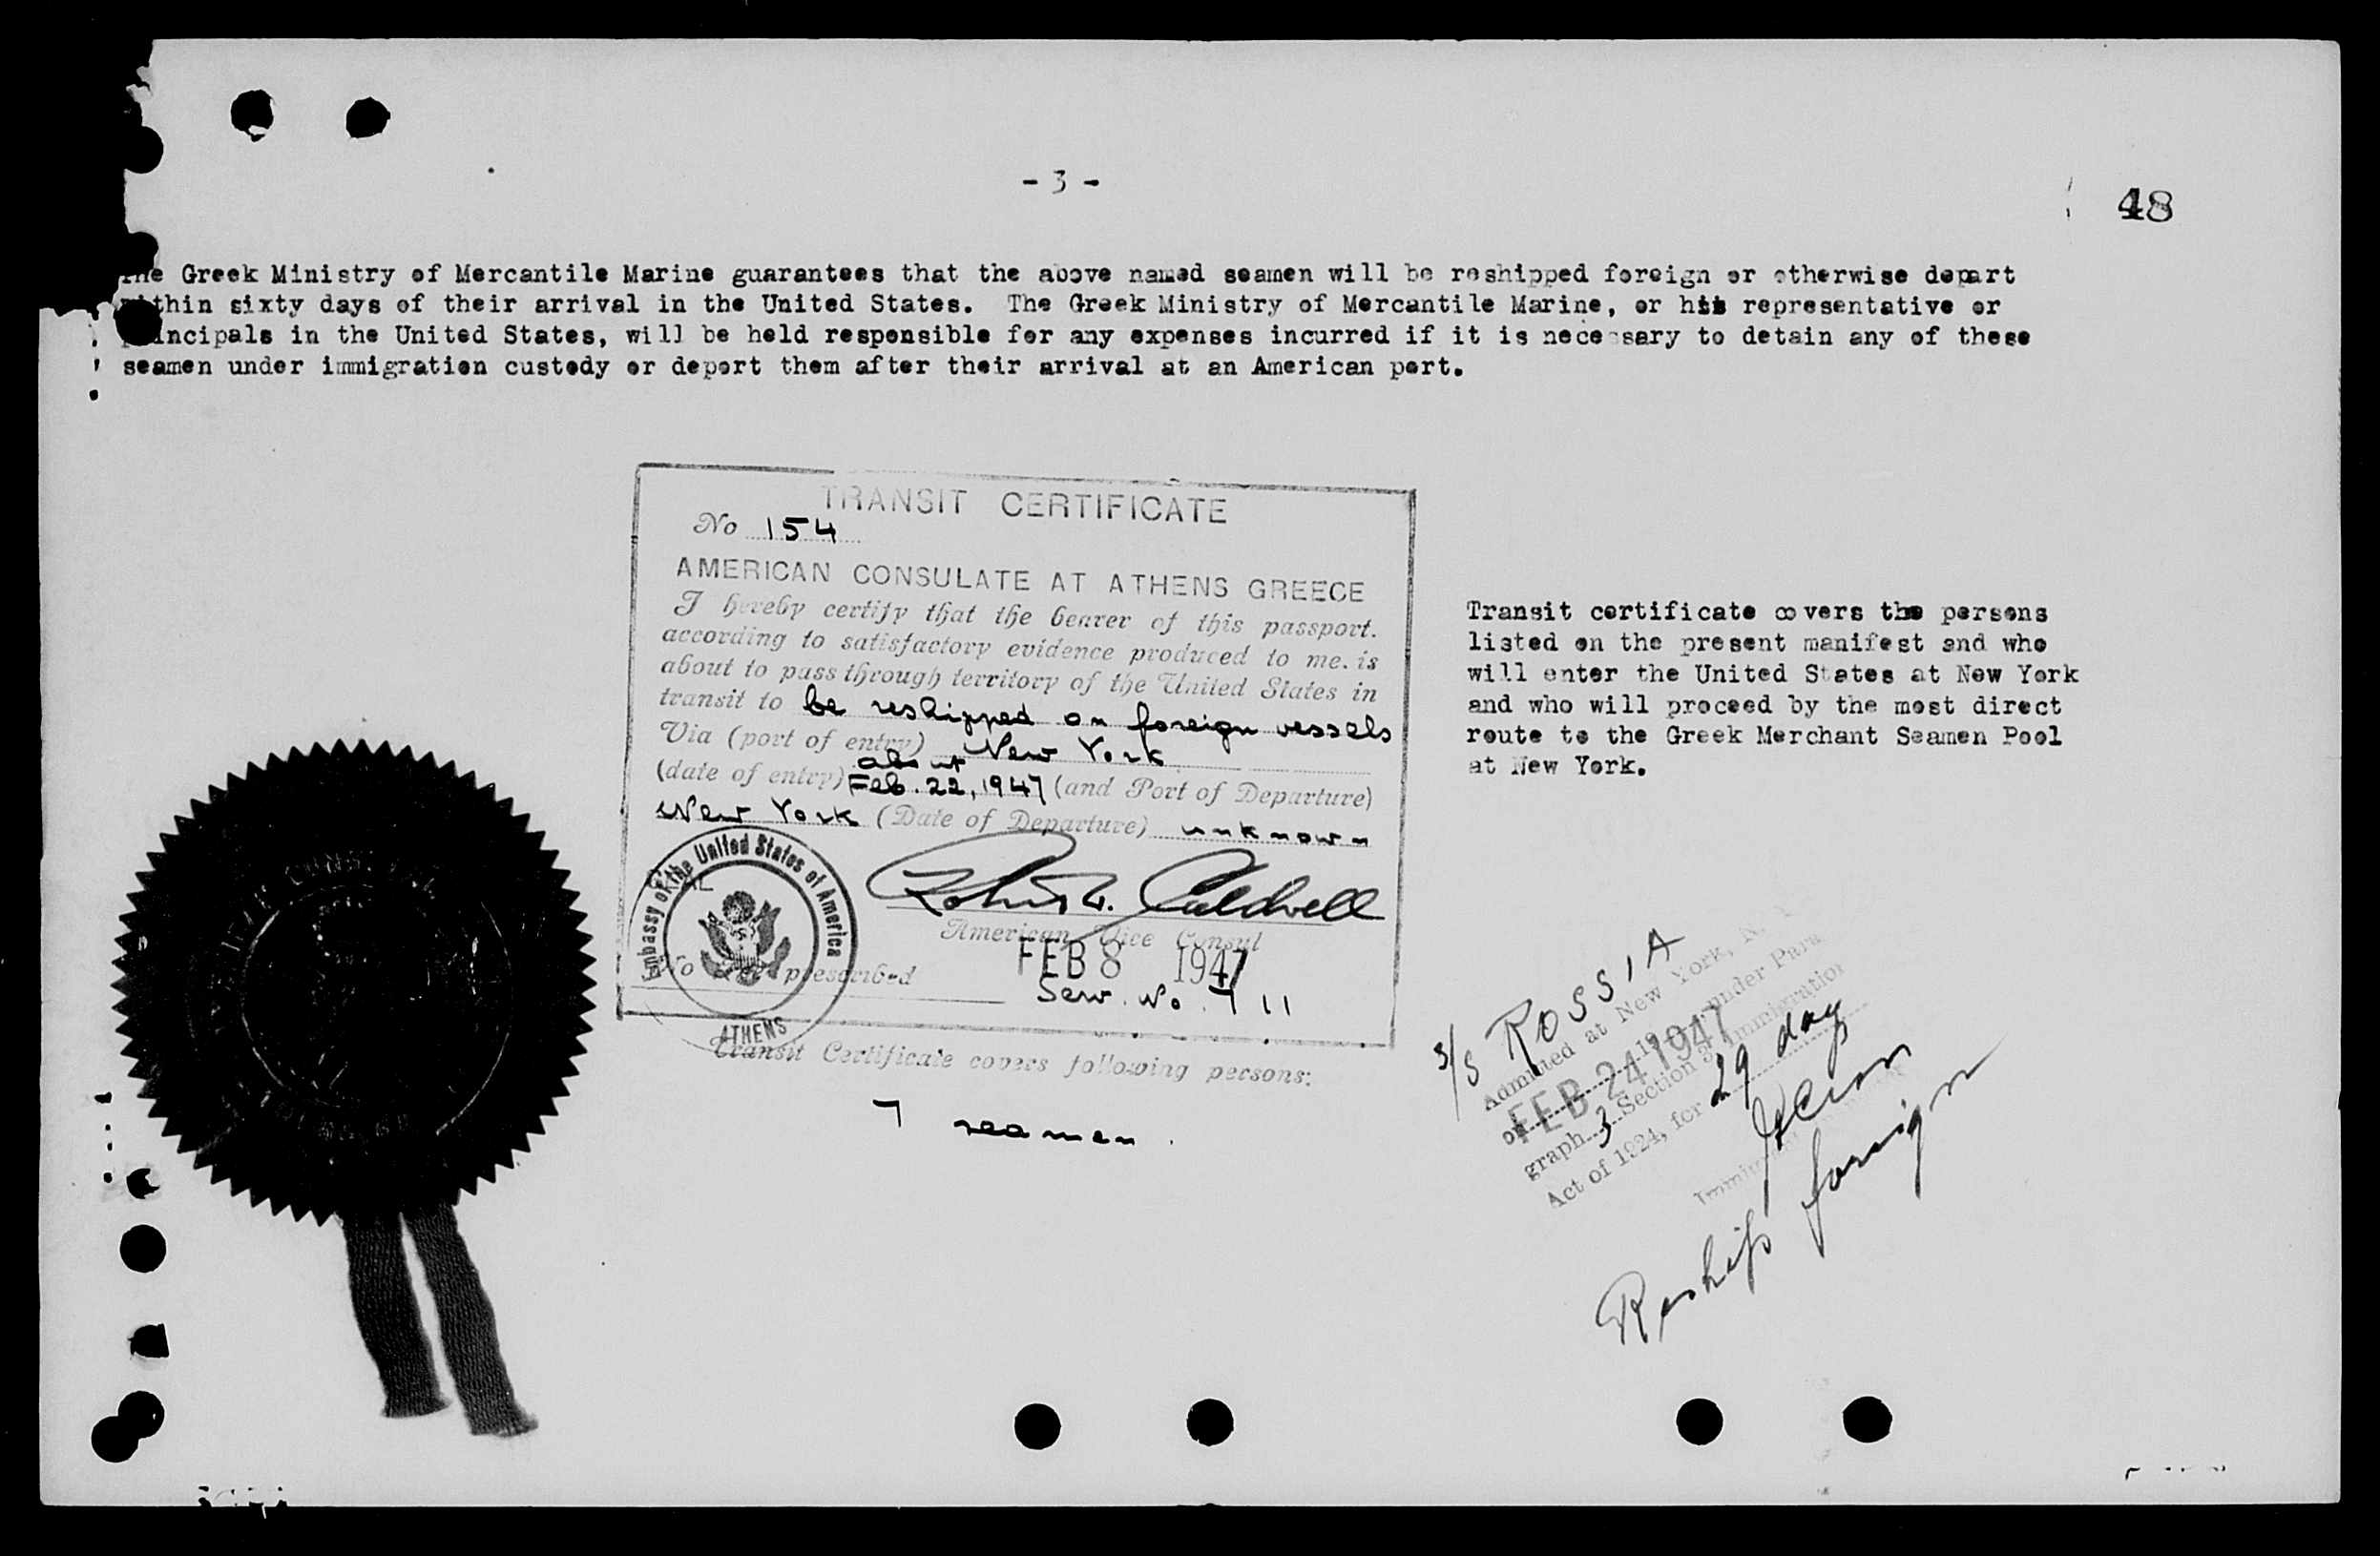 - 3 -
48
The Greek Ministry of Mercantile Marine guarantees that the above named seamen will be reshipped foreign or otherwise depart
within sixty days of their arrival in the United States. The Greek Ministry of Mercantile Marine, or his representative or
principals in the United States, will be held responsible for any expenses incurred if it is necessary to detain any of these
seamen under immigration custody or deport them after their arrival at an American port.
TRANSIT CERTIFICATE
No 154
AMERICAN CONSULATE AT ATHENS GREECE
I hereby certify that the bearer of this passport.
according to satisfactory evidence produced to me. is
about to pass through territory of the United States in
transit to be reshipped on foreign vessels
Via (port of entry) New York
about
(date of entry) Feb. 22, 1947 (and Port of Departure)
New York (Date of Departure) unknown
Embassy of the United States of America
ATHENS
Robert W. Caldwell
American Vice Consul
No prescribed
FEB 8 1947
Serv. No. 711
Transit Certificate covers following persons:
7 seamen.
Transit certificate covers the persons
listed on the present manifest and who
will enter the United States at New York
and who will proceed by the most direct
route to the Greek Merchant Seamen Pool
at New York.
S/S ROSSIA
Admitted at New York, N.
on FEB 24 1947 19 under Para
graph 3 Section 3 Immigration
Act of 1924, for 29 day
Reship foreign